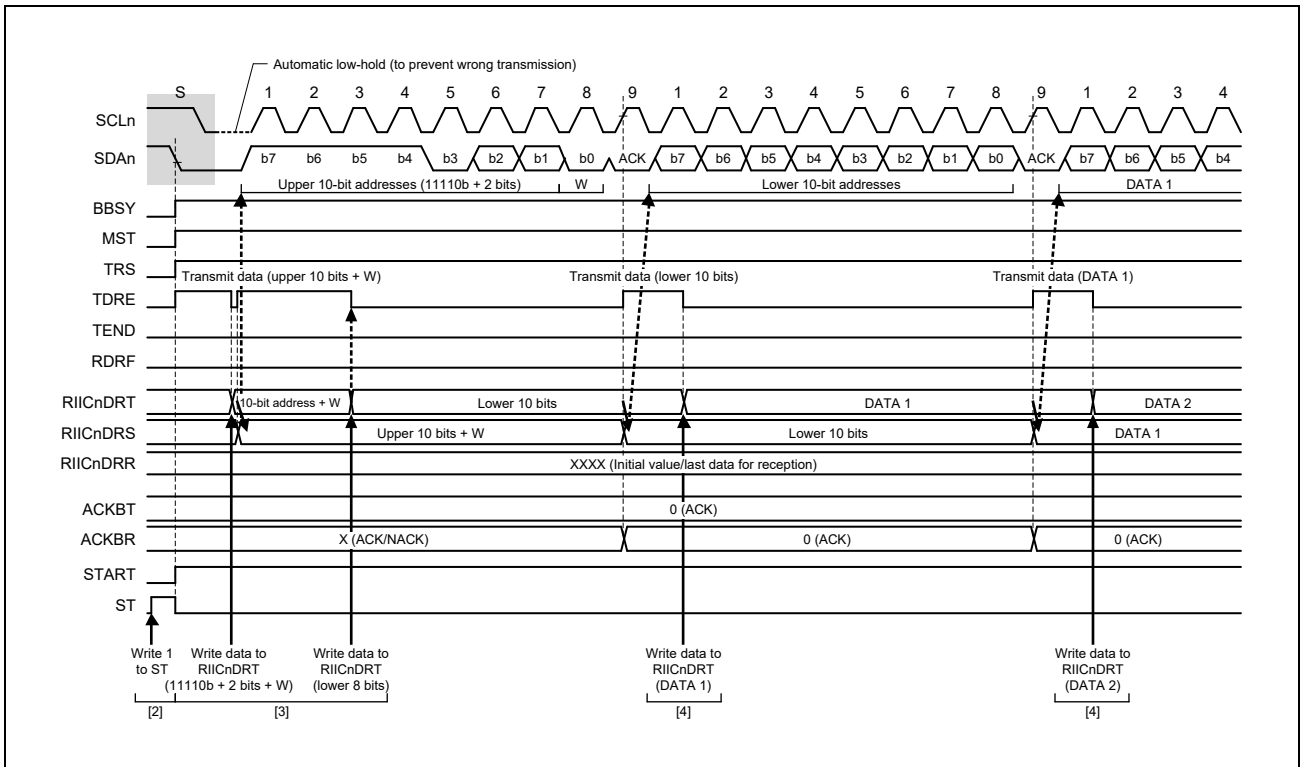 Automatic low-hold (to prevent wrong transmission)
S 1 2 3 4 5 6 7 8 9 1 2 3 4 5 6 7 8 9 1 2 3 4
SCLn
SDAn b7 b6 b5 b4 b3 b2 b1 b0 ACK b7 b6 b5 b4 b3 b2 b1 b0 ACK b7 b6 b5 b4
Upper 10-bit addresses (11110b + 2 bits) W Lower 10-bit addresses DATA 1
BBSY
MST
TRS
Transmit data (upper 10 bits + W) Transmit data (lower 10 bits) Transmit data (DATA 1)
TDRE
TEND
RDRF
RIICnDRT 10-bit address + W Lower 10 bits DATA 1 DATA 2
RIICnDRS Upper 10 bits + W Lower 10 bits DATA 1
RIICnDRR XXXX (Initial value/last data for reception)
ACKBT 0 (ACK)
ACKBR X (ACK/NACK) 0 (ACK) 0 (ACK)
START
ST
Write 1 Write data to Write data to Write data to Write data to
to ST RIICnDRT RIICnDRT RIICnDRT RIICnDRT
(11110b + 2 bits + W) (lower 8 bits) (DATA 1) (DATA 2)
[2] [3] [4] [4]